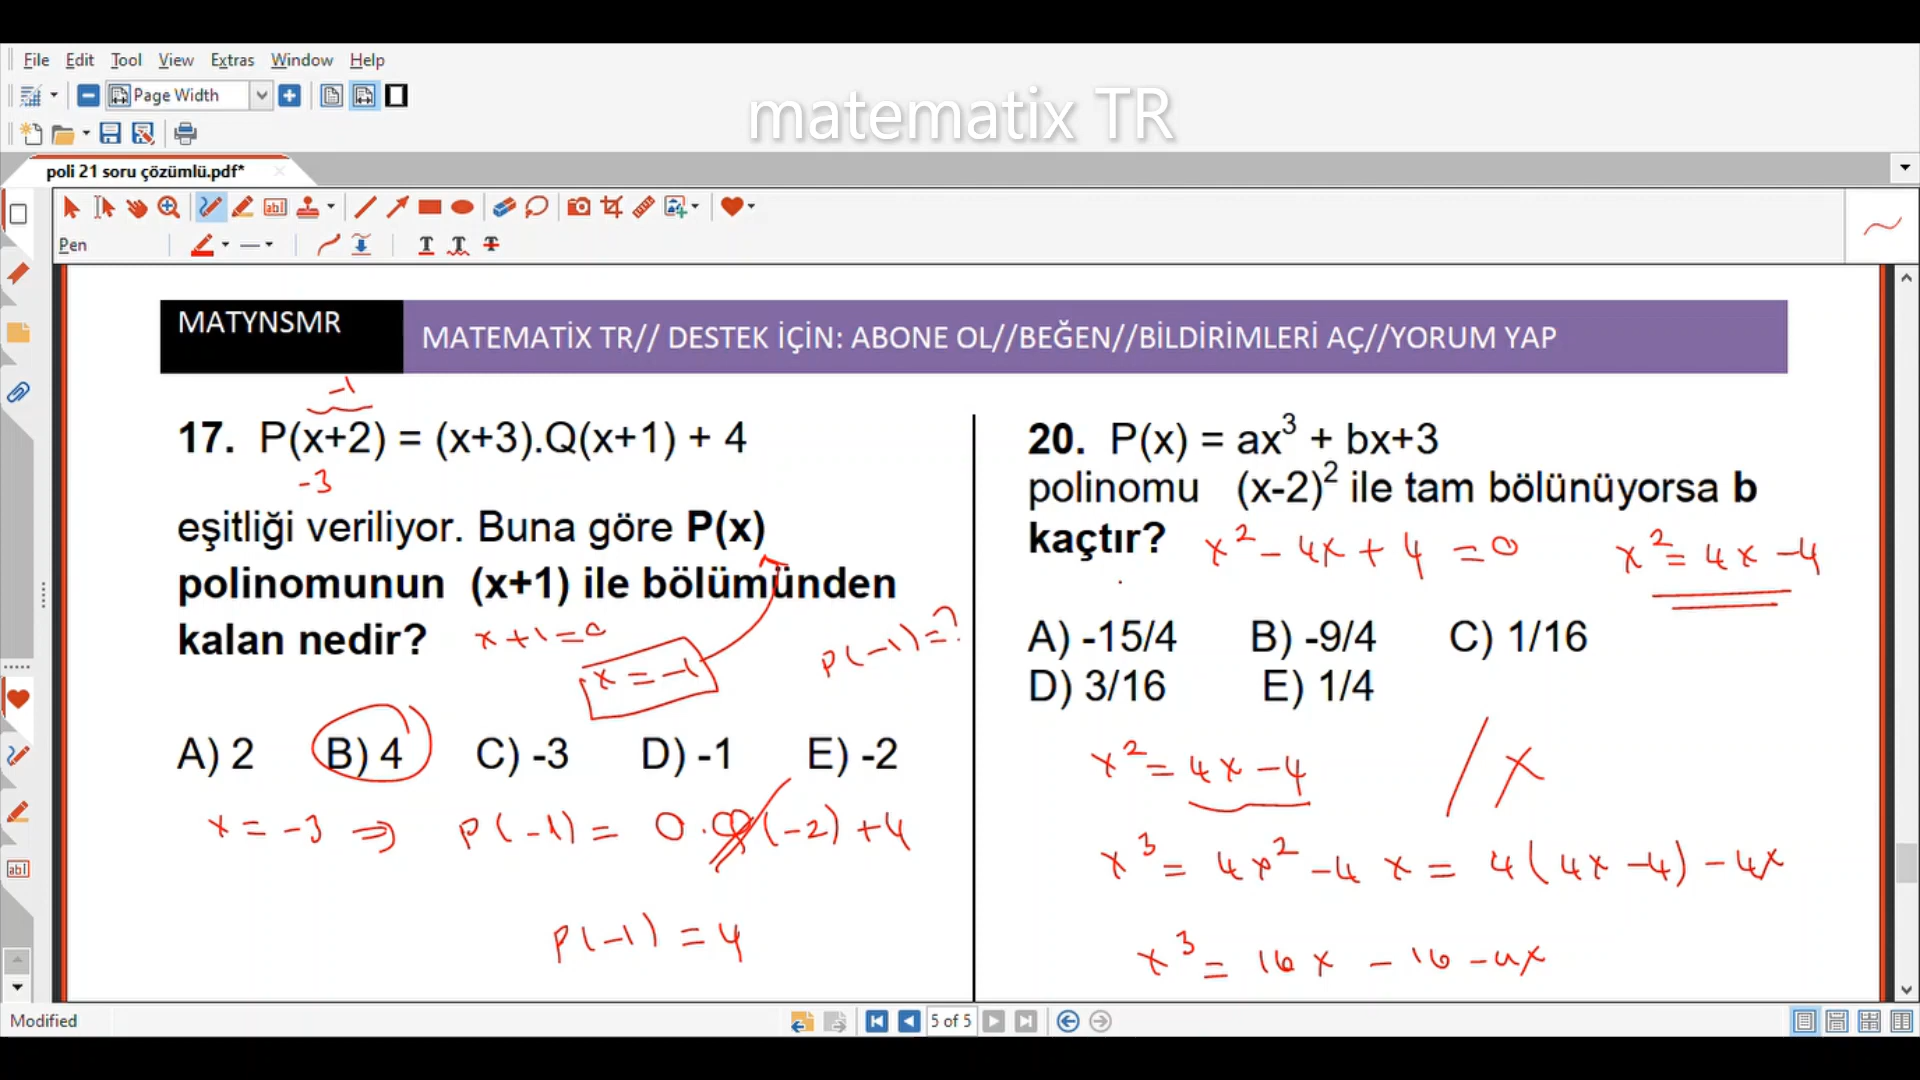 File Edit Tool View Extras Window Help
Page Width
matematix TR
poli 21 soru çözümlü.pdf*
Pen
MATYNSMR
MATEMATİX TR// DESTEK İÇİN: ABONE OL//BEĞEN//BİLDİRİMLERİ AÇ//YORUM YAP
-1
17. P(x+2) = (x+3).Q(x+1) + 4
-3
eşitliği veriliyor. Buna göre P(x)
polinomunun (x+1) ile bölümünden
kalan nedir?
x+1=0
x = -1
P(-1)=?
A) 2 B) 4 C) -3 D) -1 E) -2
x = -3 ⇒ P(-1) = 0.Q(-2) +4
P(-1) = 4
20. P(x) = ax³ + bx+3
polinomu (x-2)² ile tam bölünüyorsa b
kaçtır?
x² - 4x + 4 = 0
x² = 4x - 4
A) -15/4 B) -9/4 C) 1/16
D) 3/16 E) 1/4
x² = 4x - 4 / x
x³ = 4x² - 4x = 4(4x-4) - 4x
x³ = 16x - 16 - 4x
Modified
5 of 5